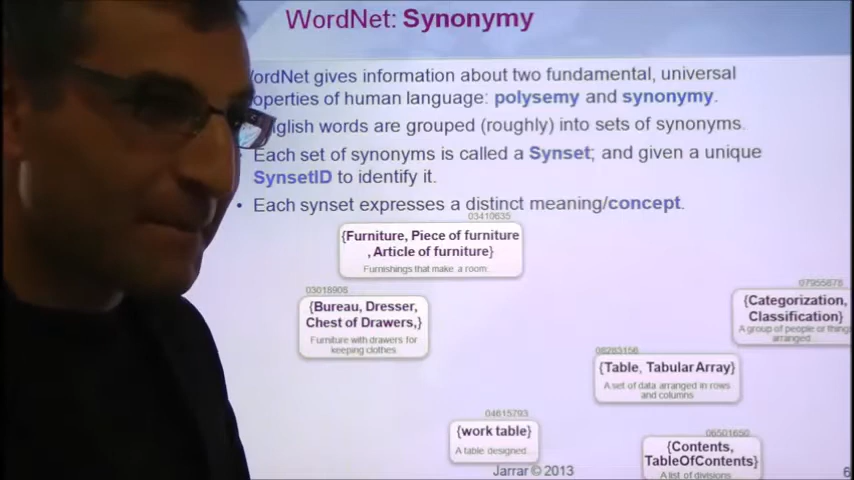 WordNet: Synonymy
ordNet gives information about two fundamental, universal
operties of human language: polysemy and synonymy.
glish words are grouped (roughly) into sets of synonyms.
Each set of synonyms is called a Synset; and given a unique
SynsetID to identify it.
• Each synset expresses a distinct meaning/concept.
03410635
{Furniture, Piece of furniture
, Article of furniture}
Furnishings that make a room...
03018908
{Bureau, Dresser,
Chest of Drawers,}
Furniture with drawers for
keeping clothes
07955878
{Categorization,
Classification}
A group of people or things
arranged
08283156
{Table, TabularArray}
A set of data arranged in rows
and columns
04615793
{work table}
A table designed...
06501650
{Contents,
TableOfContents}
A list of divisions
Jarrar © 2013
6